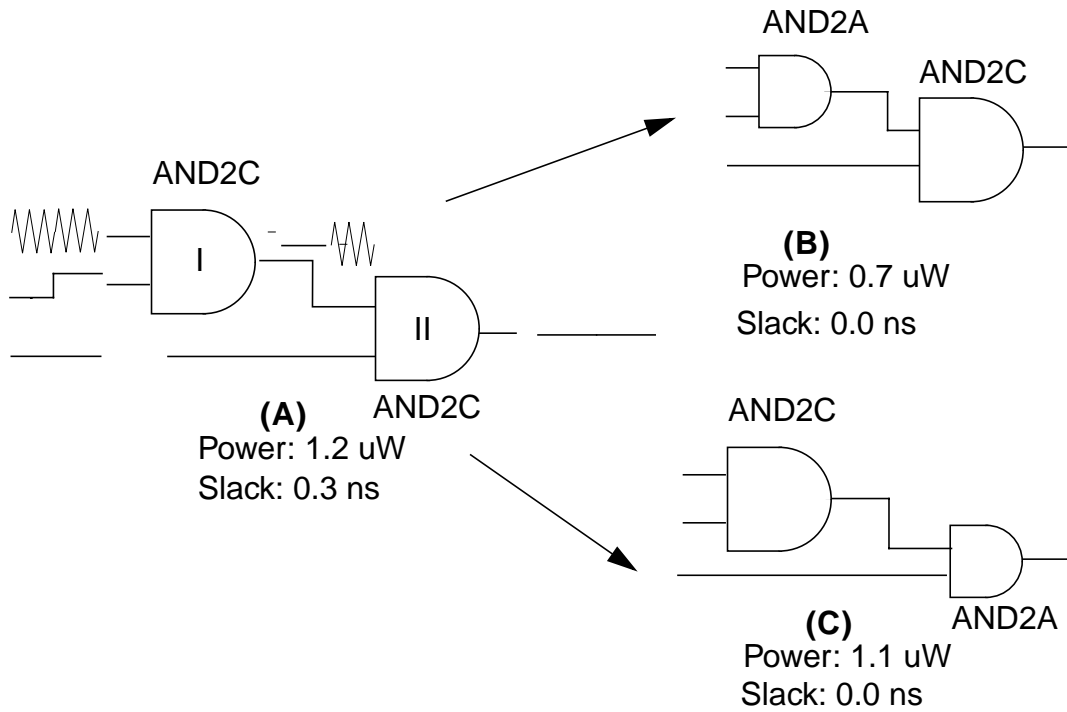 AND2A
AND2C
AND2C
I
II
AND2C
(A)
Power: 1.2 uW
Slack: 0.3 ns
(B)
Power: 0.7 uW
Slack: 0.0 ns
AND2C
AND2A
(C)
Power: 1.1 uW
Slack: 0.0 ns